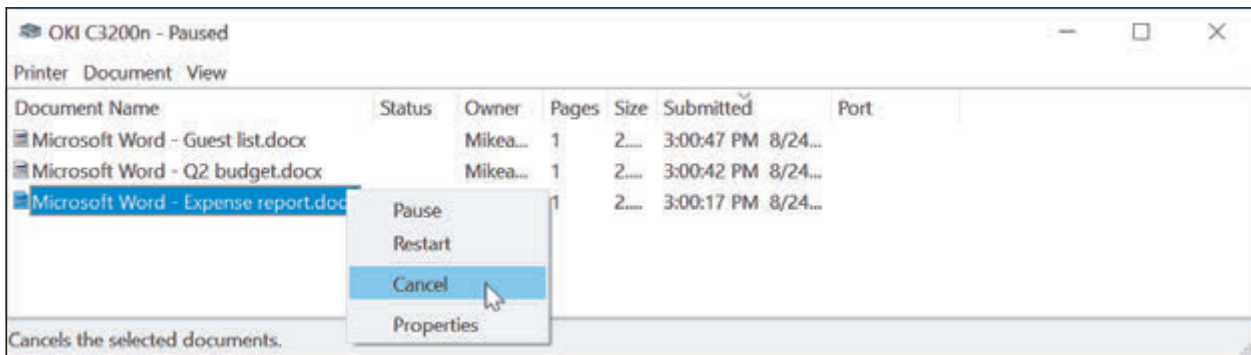 OKI C3200n - Paused
Printer Document View
Document Name Status Owner Pages Size Submitted Port
Microsoft Word - Guest list.docx Mikea... 1 2.... 3:00:47 PM 8/24...
Microsoft Word - Q2 budget.docx Mikea... 1 2.... 3:00:42 PM 8/24...
Microsoft Word - Expense report.doc 1 2.... 3:00:17 PM 8/24...
Pause
Restart
Cancel
Properties
Cancels the selected documents.